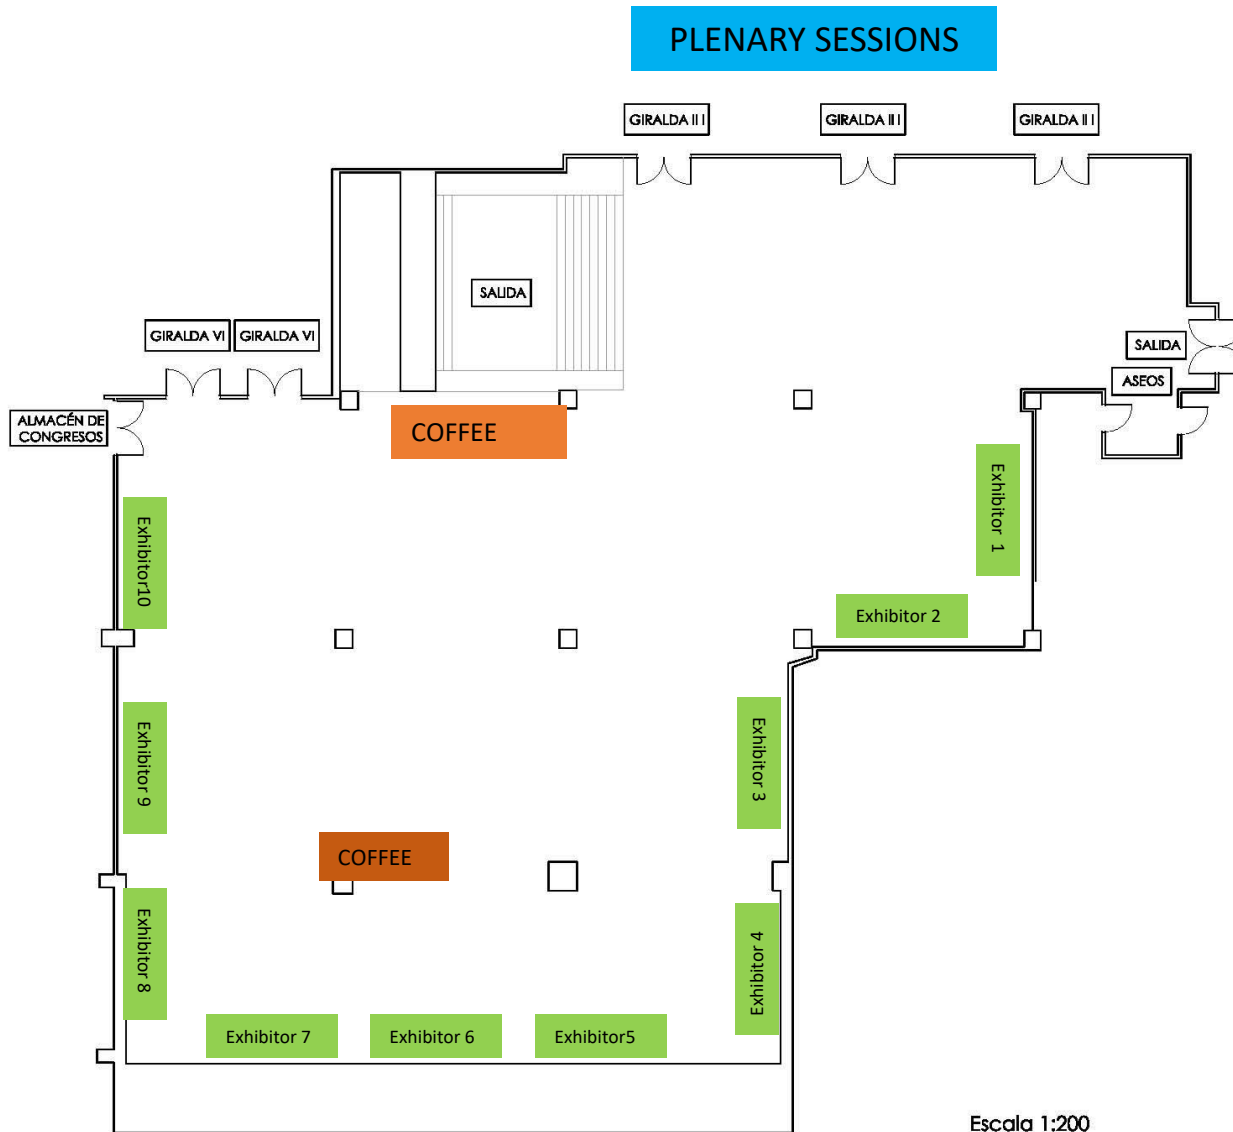 PLENARY SESSIONS
GIRALDA III
GIRALDA III
GIRALDA III
SALIDA
GIRALDA VI
GIRALDA VI
SALIDA
ASEOS
ALMACÉN DE
CONGRESOS
COFFEE
Exhibitor 1
Exhibitor10
Exhibitor 2
Exhibitor 3
Exhibitor 9
COFFEE
Exhibitor 4
Exhibitor 8
Exhibitor 7
Exhibitor 6
Exhibitor5
Escala 1:200